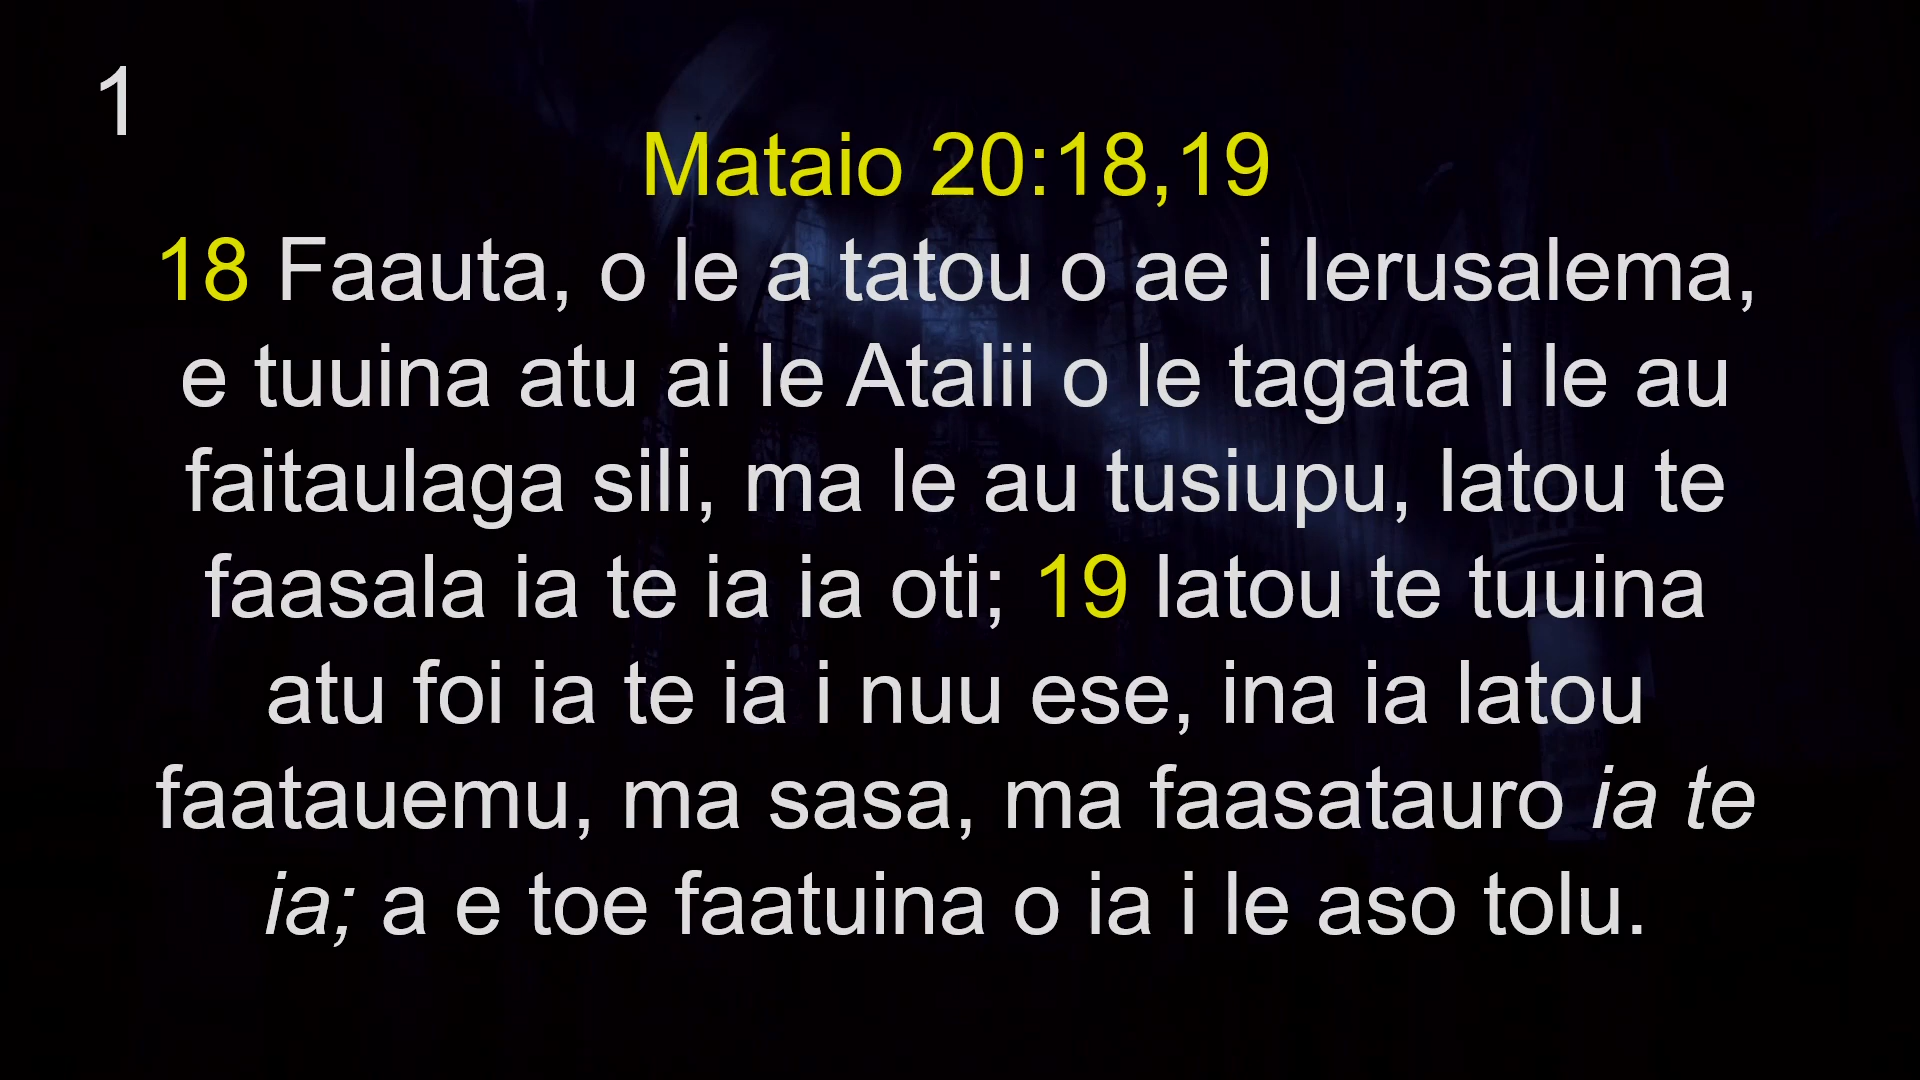 1
Mataio 20:18,19
18 Faauta, o le a tatou o ae i Ierusalema,
e tuuina atu ai le Atalii o le tagata i le au
faitaulaga sili, ma le au tusiupu, latou te
faasala ia te ia ia oti; 19 latou te tuuina
atu foi ia te ia i nuu ese, ina ia latou
faatauemu, ma sasa, ma faasatauro ia te
ia; a e toe faatuina o ia i le aso tolu.